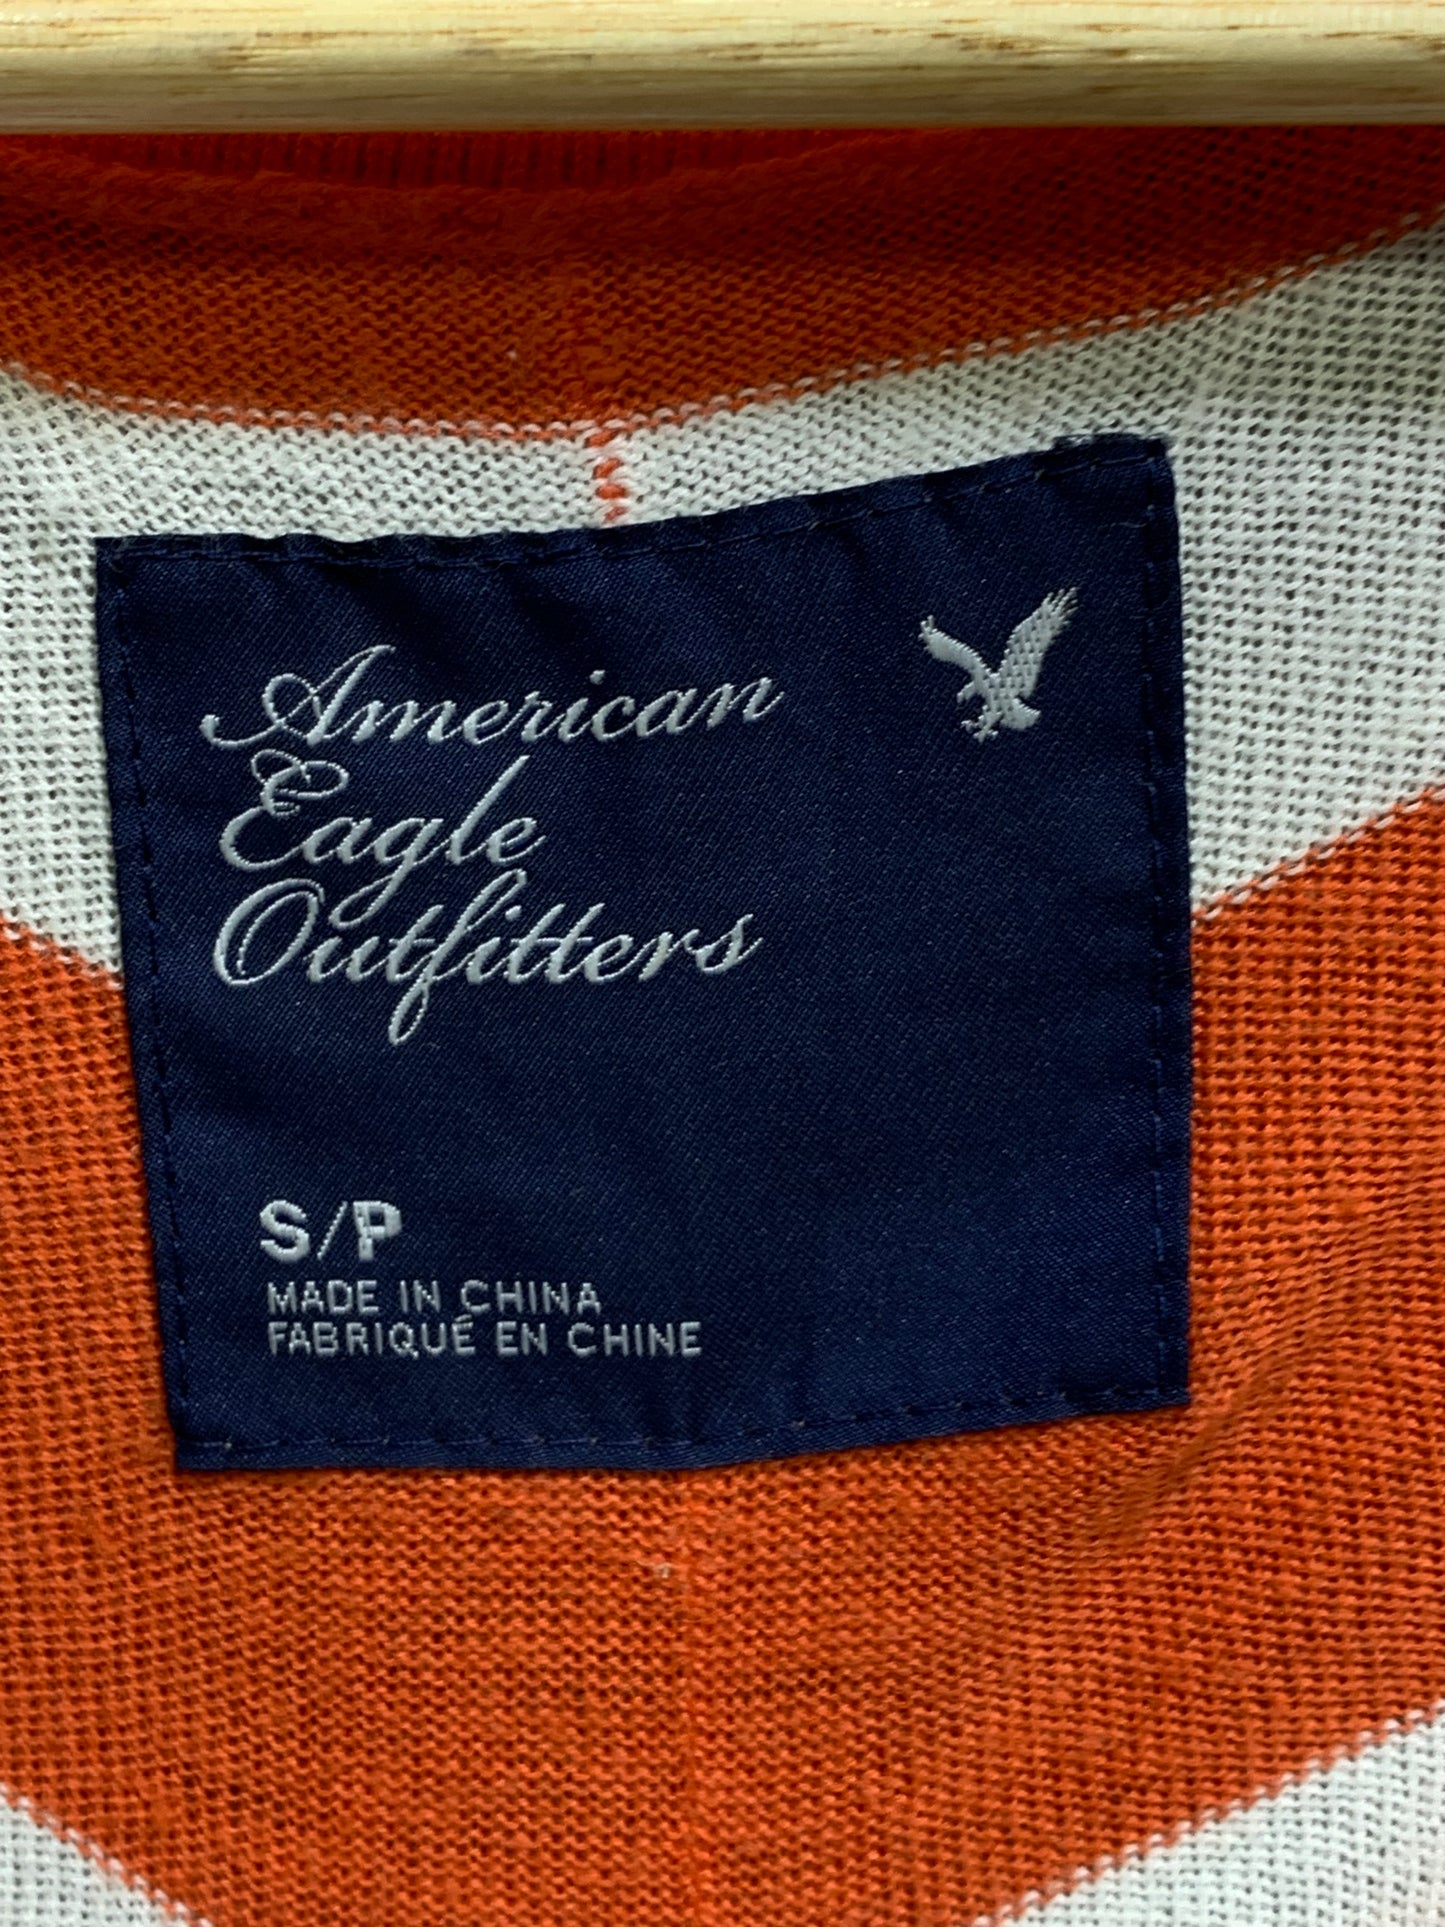 American
Eagle
Outfitters
S/P
MADE IN CHINA
FABRIQUÉ EN CHINE